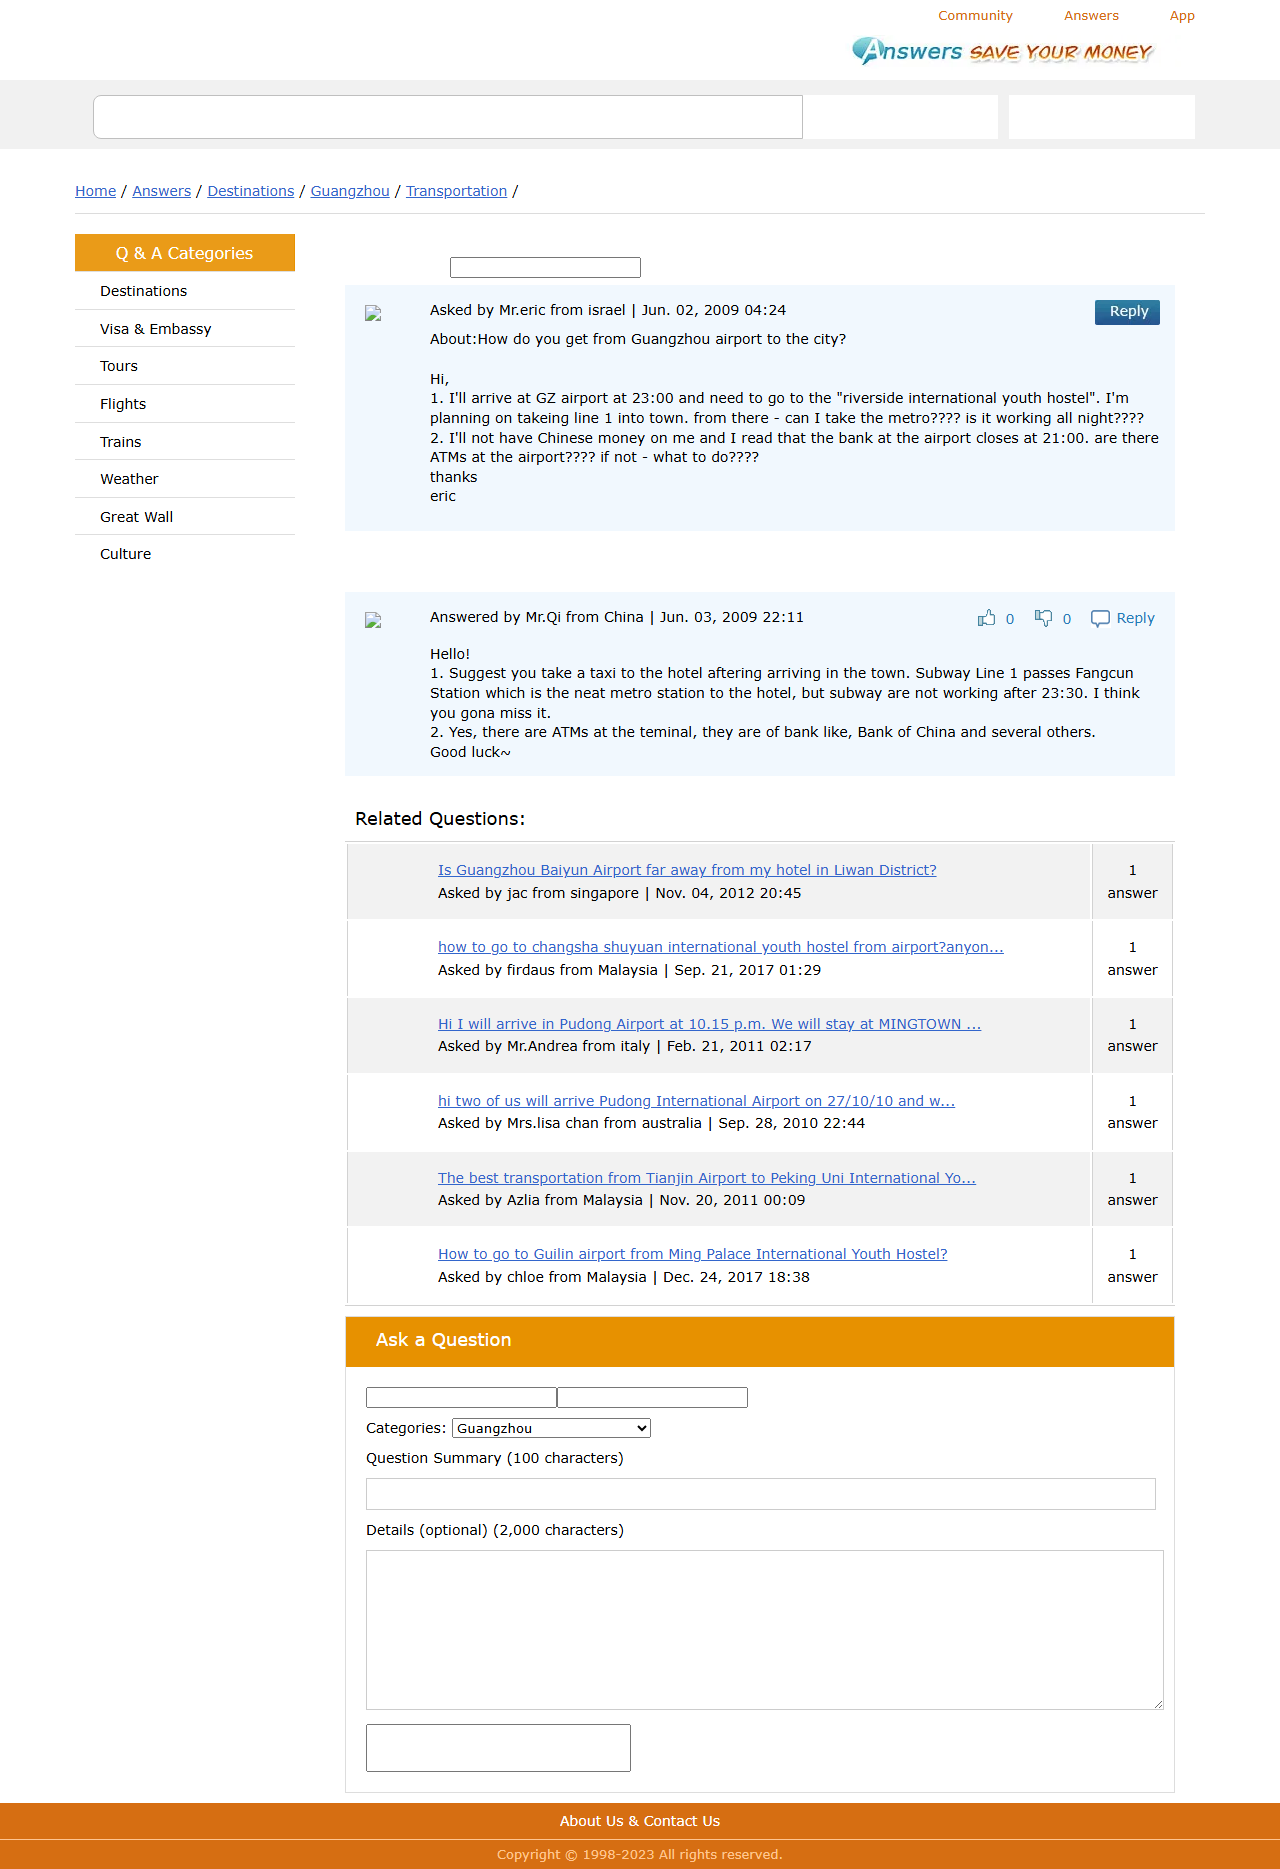 Community Answers App
Answers SAVE YOUR MONEY
Home / Answers / Destinations / Guangzhou / Transportation /
Q & A Categories
Destinations
Visa & Embassy
Tours
Flights
Trains
Weather
Great Wall
Culture
Asked by Mr.eric from israel | Jun. 02, 2009 04:24
Reply
About:How do you get from Guangzhou airport to the city?
Hi,
1. I'll arrive at GZ airport at 23:00 and need to go to the "riverside international youth hostel". I'm
planning on takeing line 1 into town. from there - can I take the metro???? is it working all night????
2. I'll not have Chinese money on me and I read that the bank at the airport closes at 21:00. are there
ATMs at the airport???? if not - what to do????
thanks
eric
Answered by Mr.Qi from China | Jun. 03, 2009 22:11
0 0 Reply
Hello!
1. Suggest you take a taxi to the hotel aftering arriving in the town. Subway Line 1 passes Fangcun
Station which is the neat metro station to the hotel, but subway are not working after 23:30. I think
you gona miss it.
2. Yes, there are ATMs at the teminal, they are of bank like, Bank of China and several others.
Good luck~
Related Questions:
Is Guangzhou Baiyun Airport far away from my hotel in Liwan District?
Asked by jac from singapore | Nov. 04, 2012 20:45
1
answer
how to go to changsha shuyuan international youth hostel from airport?anyon...
Asked by firdaus from Malaysia | Sep. 21, 2017 01:29
1
answer
Hi I will arrive in Pudong Airport at 10.15 p.m. We will stay at MINGTOWN ...
Asked by Mr.Andrea from italy | Feb. 21, 2011 02:17
1
answer
hi two of us will arrive Pudong International Airport on 27/10/10 and w...
Asked by Mrs.lisa chan from australia | Sep. 28, 2010 22:44
1
answer
The best transportation from Tianjin Airport to Peking Uni International Yo...
Asked by Azlia from Malaysia | Nov. 20, 2011 00:09
1
answer
How to go to Guilin airport from Ming Palace International Youth Hostel?
Asked by chloe from Malaysia | Dec. 24, 2017 18:38
1
answer
Ask a Question
Categories: Guangzhou
Question Summary (100 characters)
Details (optional) (2,000 characters)
About Us & Contact Us
Copyright © 1998-2023 All rights reserved.